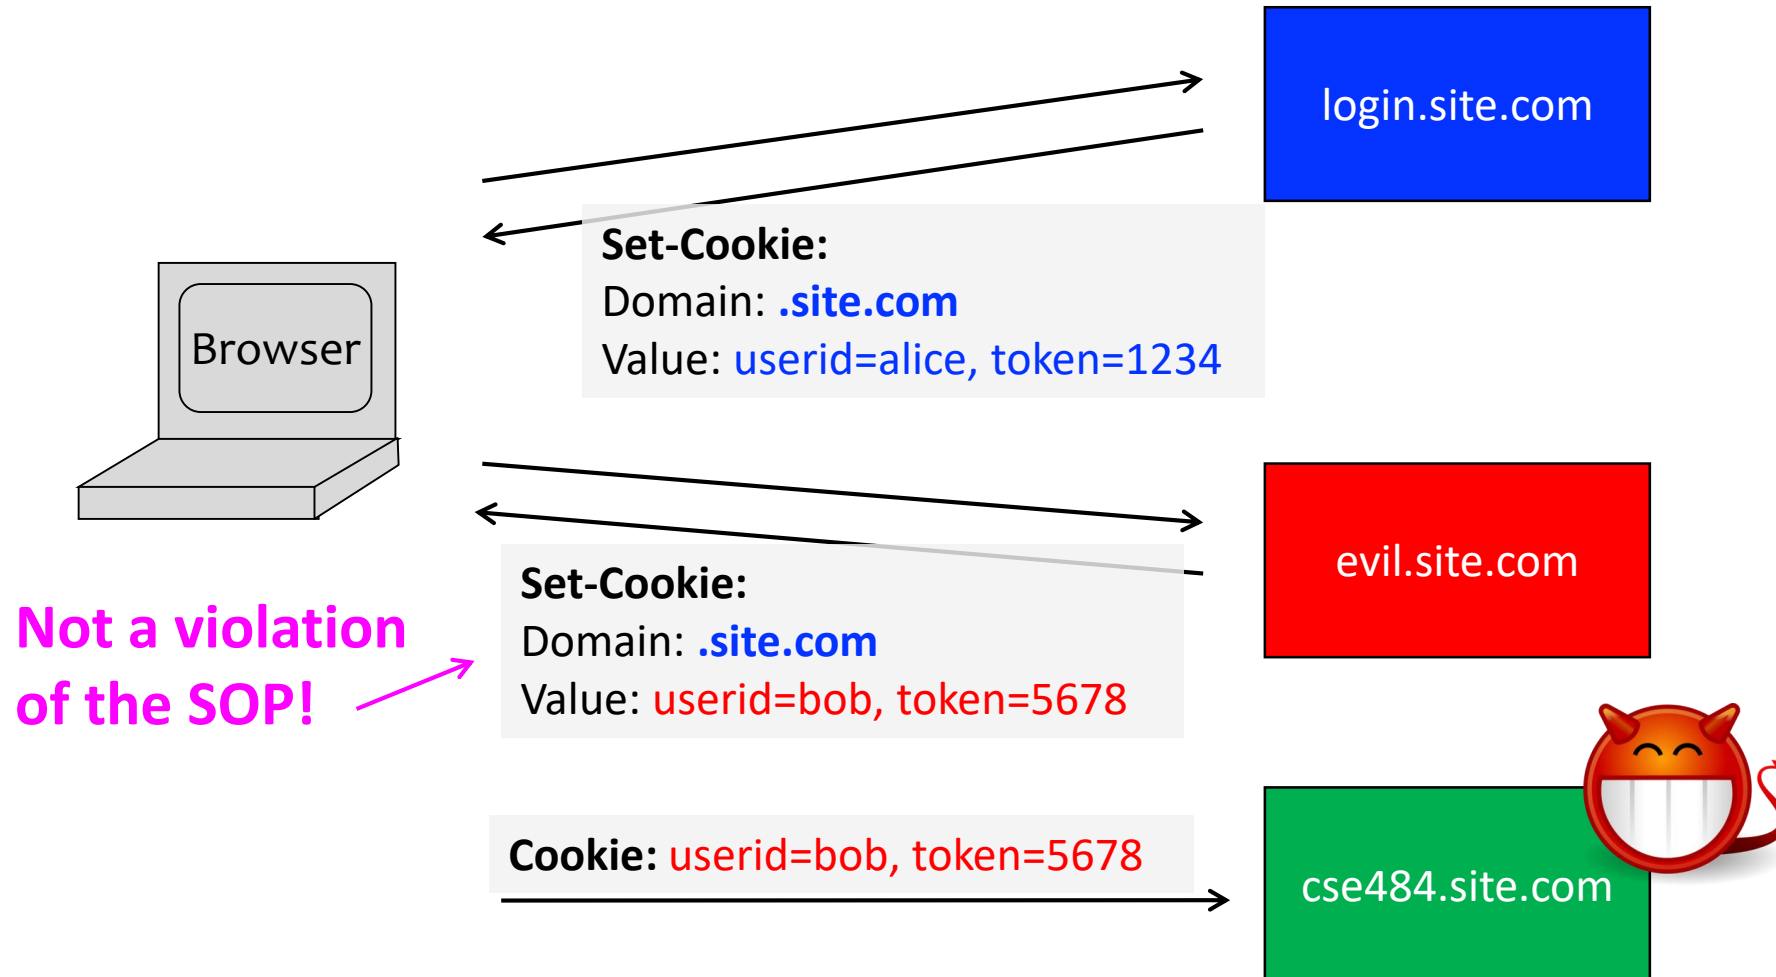 login.site.com
Set-Cookie:
Domain: .site.com
Value: userid=alice, token=1234
Browser
evil.site.com
Set-Cookie:
Domain: .site.com
Value: userid=bob, token=5678
Not a violation
of the SOP!
Cookie: userid=bob, token=5678
cse484.site.com